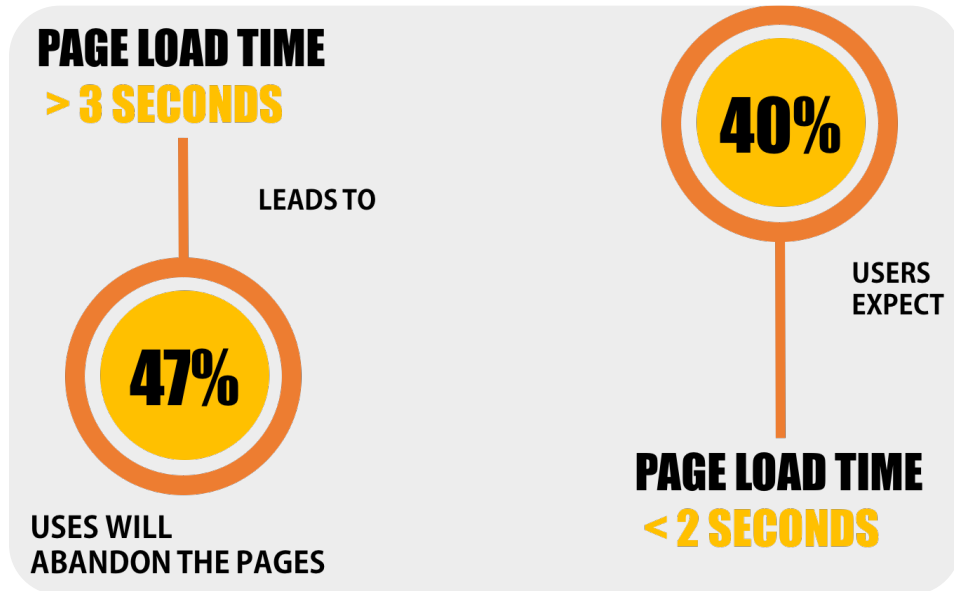 PAGE LOAD TIME
> 3 SECONDS
LEADS TO
47%
USES WILL
ABANDON THE PAGES
40%
USERS
EXPECT
PAGE LOAD TIME
< 2 SECONDS